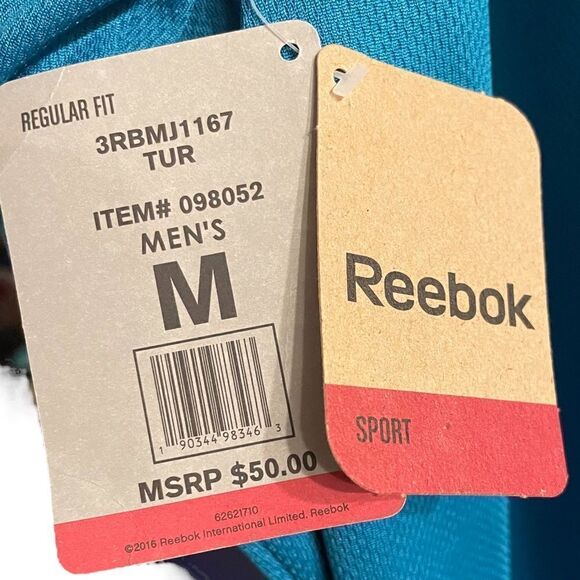 REGULAR FIT
3RBMJ1167
TUR
ITEM# 098052
MEN'S
M
1 90344 98346 3
MSRP $50.00
62621710
©2016 Reebok International Limited. Reebok
Reebok
SPORT